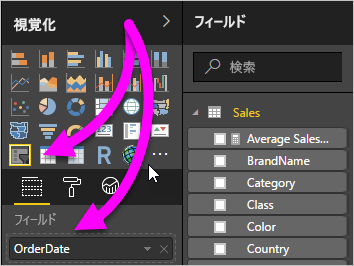 視覚化
フィールド
検索
Sales
Average Sales...
BrandName
Category
Class
Color
Country
123
R
フィールド
OrderDate